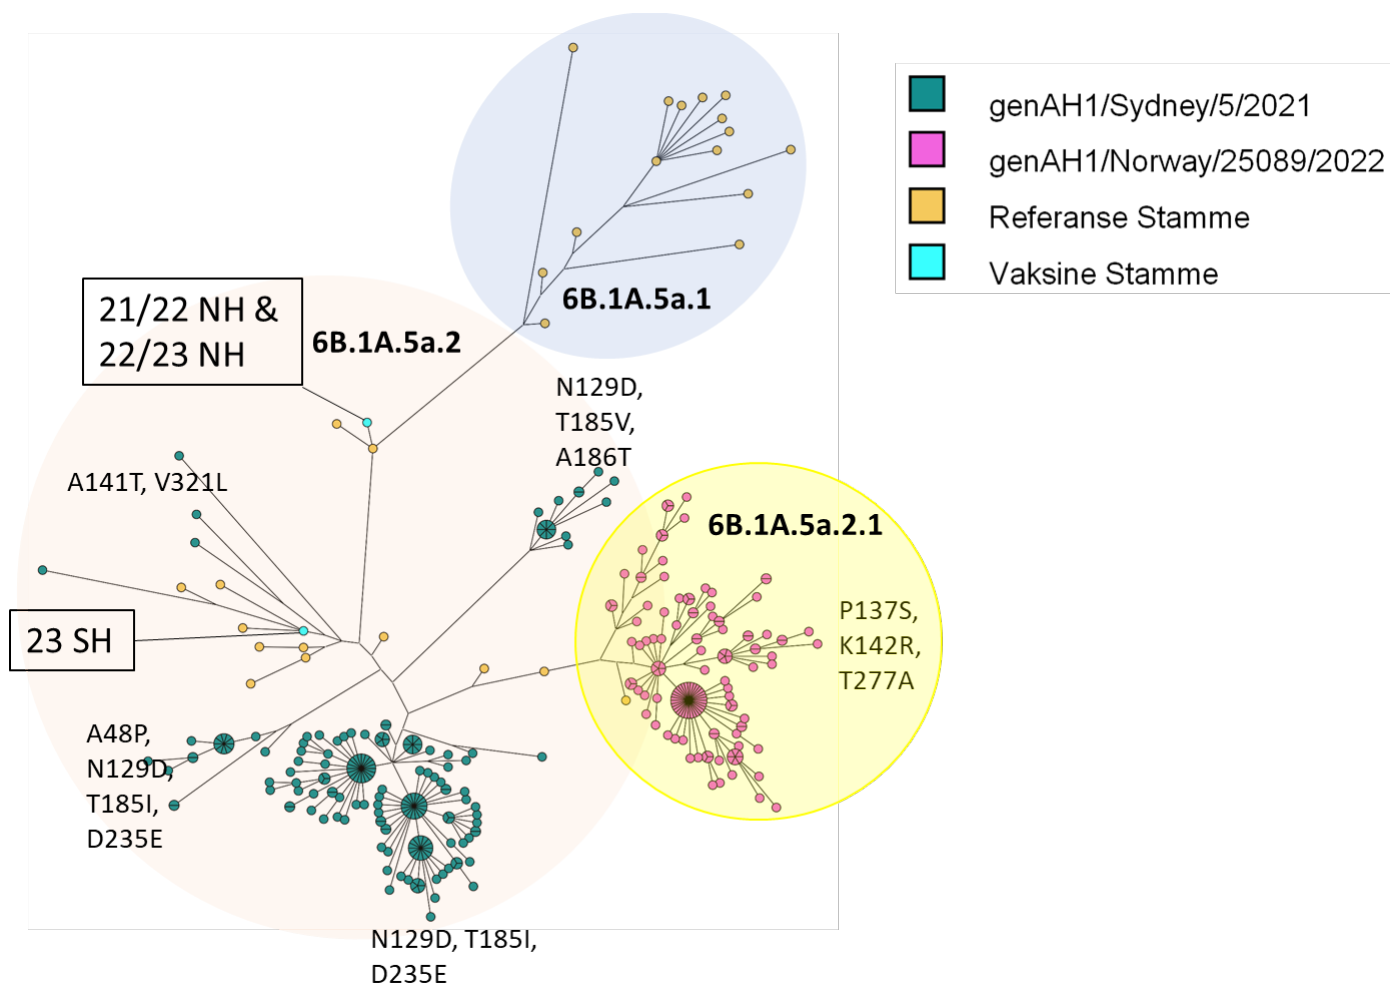 genAH1/Sydney/5/2021
genAH1/Norway/25089/2022
Referanse Stamme
Vaksine Stamme
6B.1A.5a.1
21/22 NH &
22/23 NH
6B.1A.5a.2
N129D,
T185V,
A186T
A141T, V321L
6B.1A.5a.2.1
P137S,
K142R,
T277A
23 SH
A48P,
N129D,
T185I,
D235E
N129D, T185I,
D235E